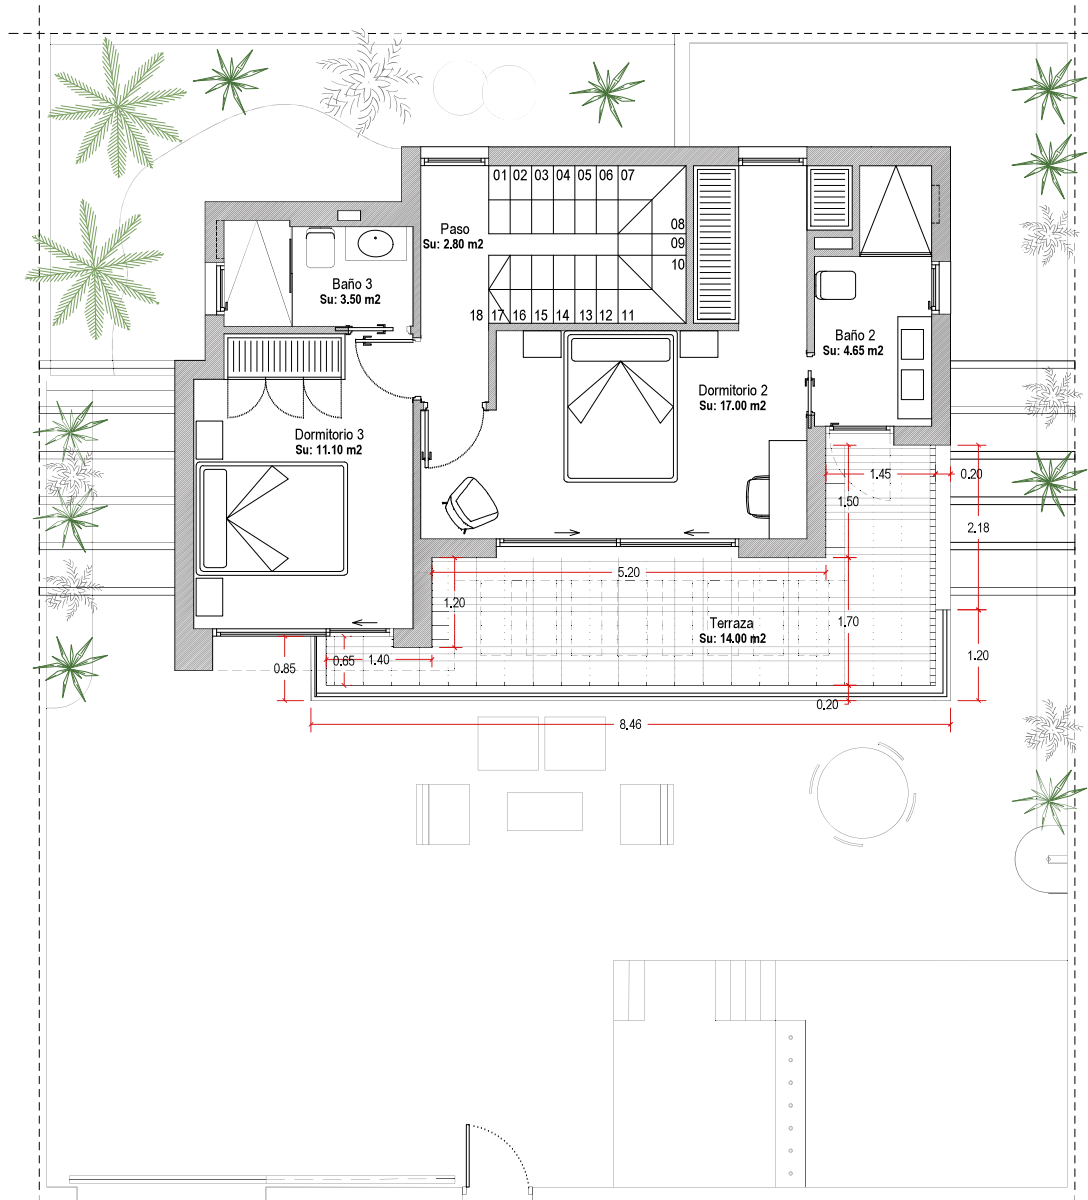 01 02 03 04 05 06 07
08
09
10
18 17 16 15 14 13 12 11
Paso
Su: 2.80 m2
Baño 3
Su: 3.50 m2
Baño 2
Su: 4.65 m2
Dormitorio 2
Su: 17.00 m2
Dormitorio 3
Su: 11.10 m2
1.45
0.20
1.50
2.18
5.20
1.20
Terraza
Su: 14.00 m2
1.70
1.20
0.85
0.65
1.40
0.20
8.46